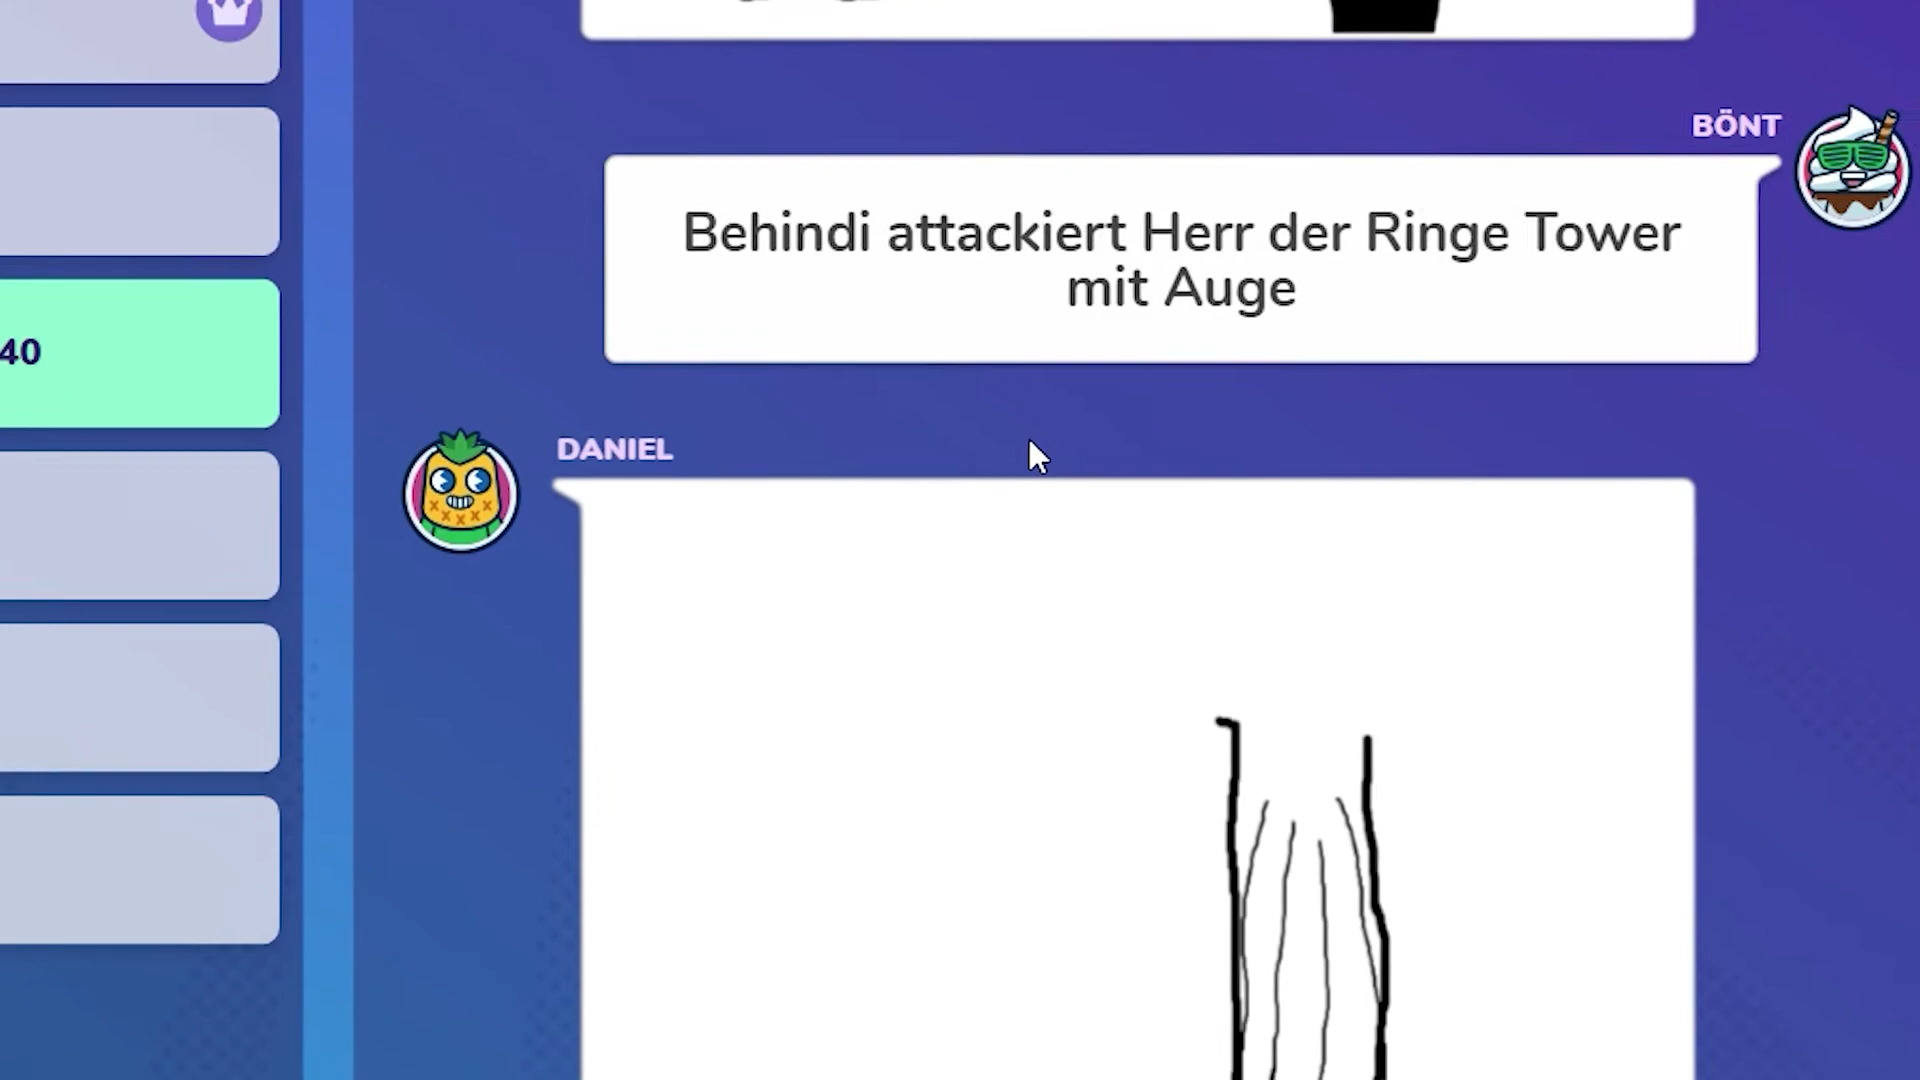 BÖNT
Behindi attackiert Herr der Ringe Tower
mit Auge
40
DANIEL